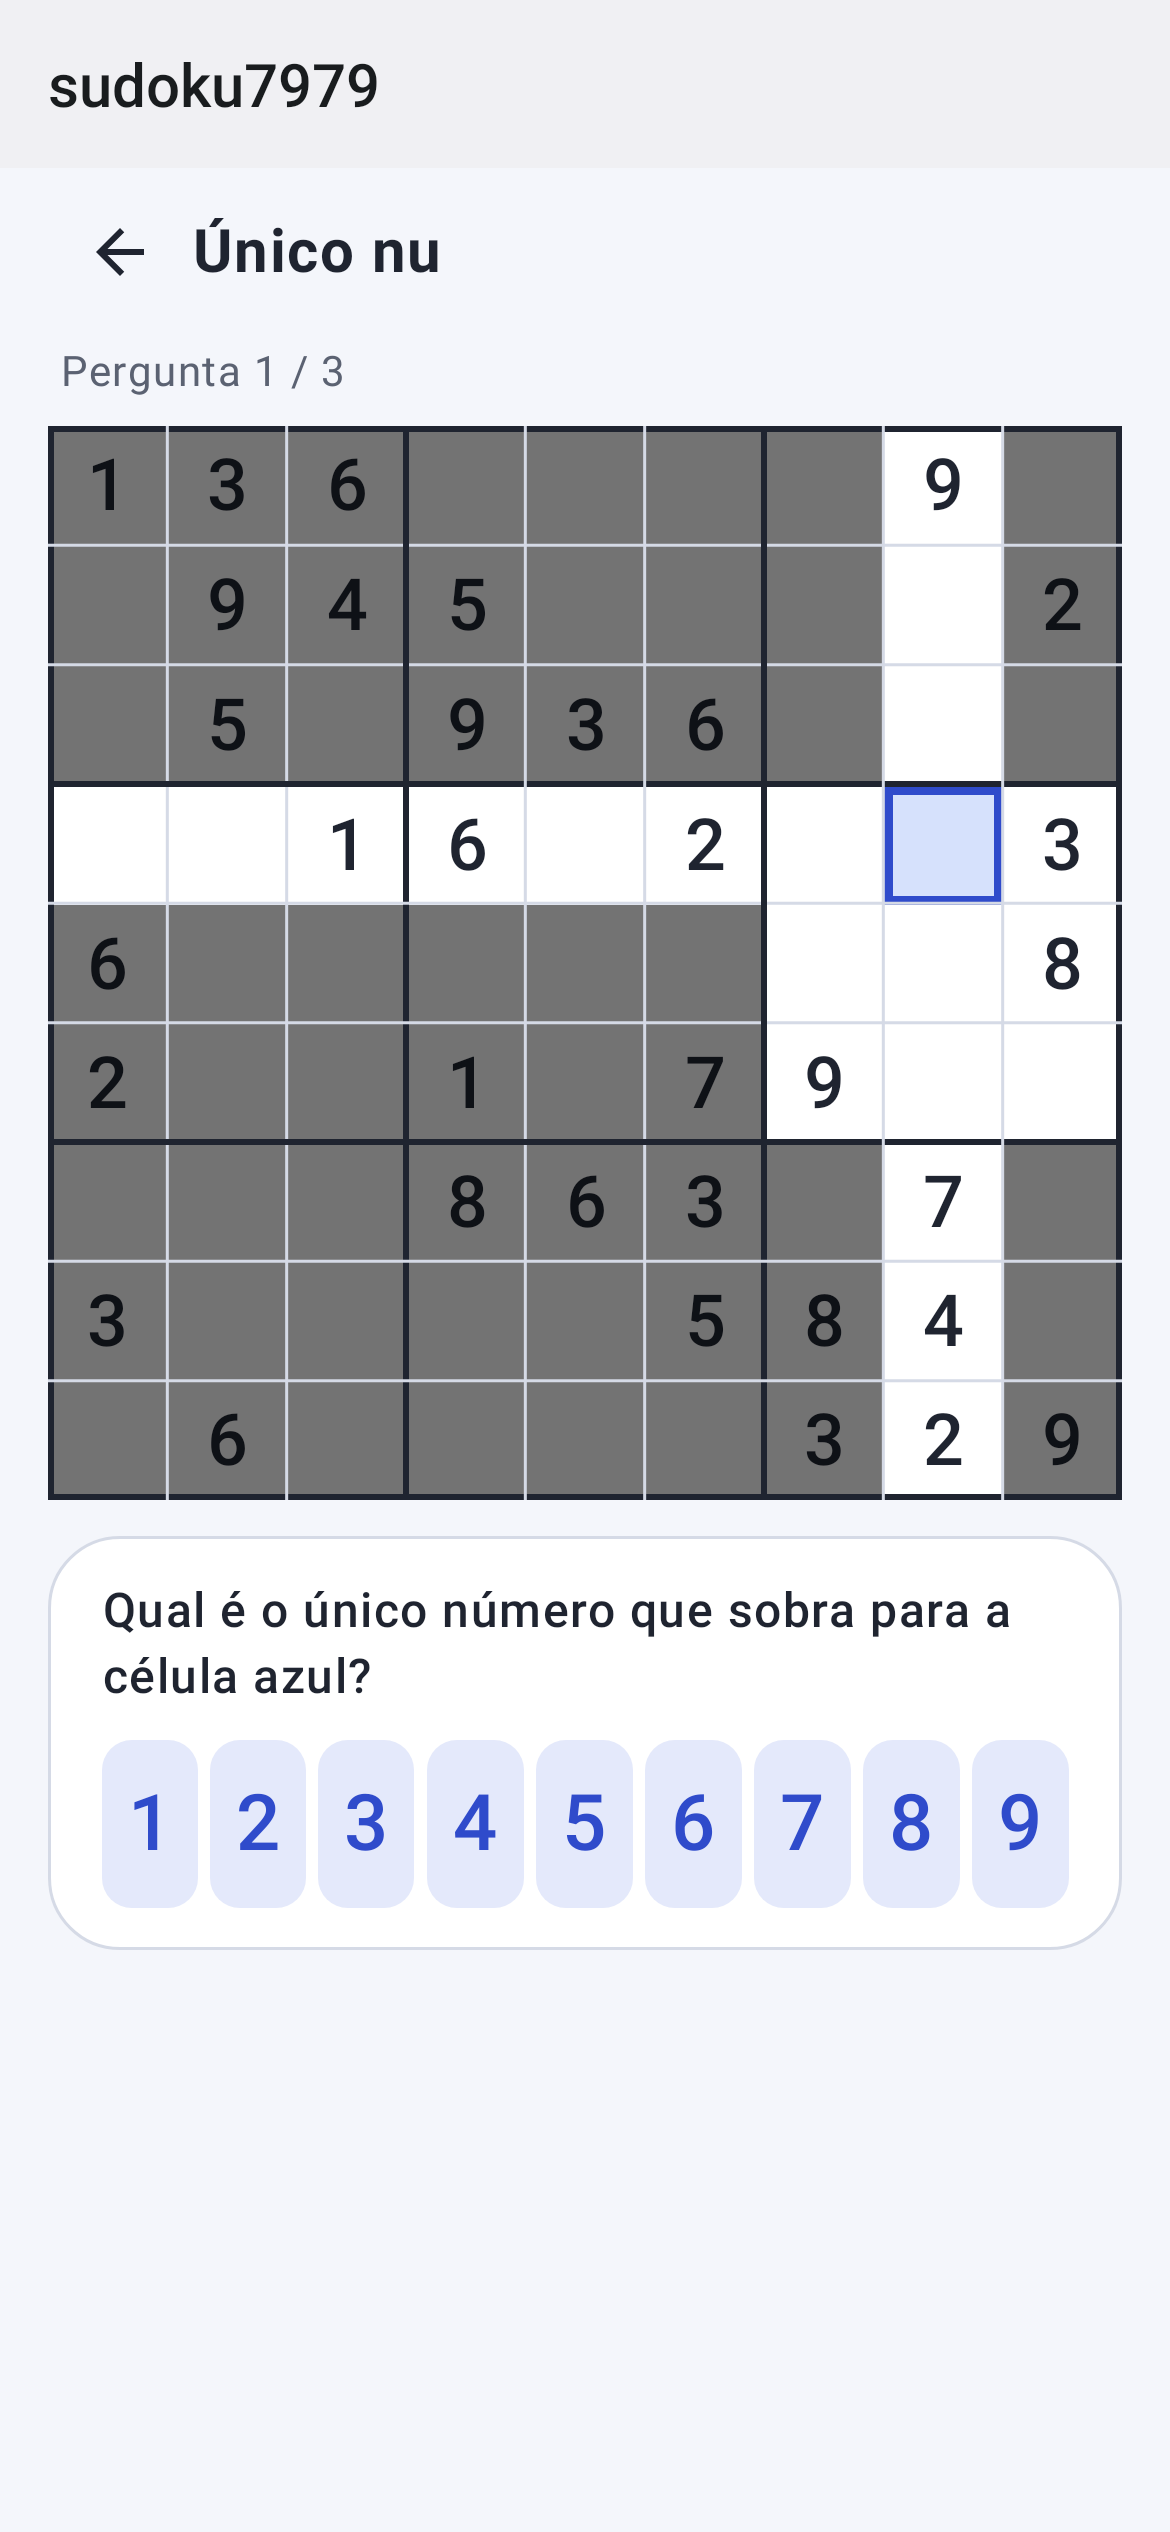 sudoku7979
Único nu
Pergunta 1 / 3
1 3 6 9
9 4 5 2
5 9 3 6
1 6 2 3
6 8
2 1 7 9
8 6 3 7
3 5 8 4
6 3 2 9
Qual é o único número que sobra para a
célula azul?
1 2 3 4 5 6 7 8 9